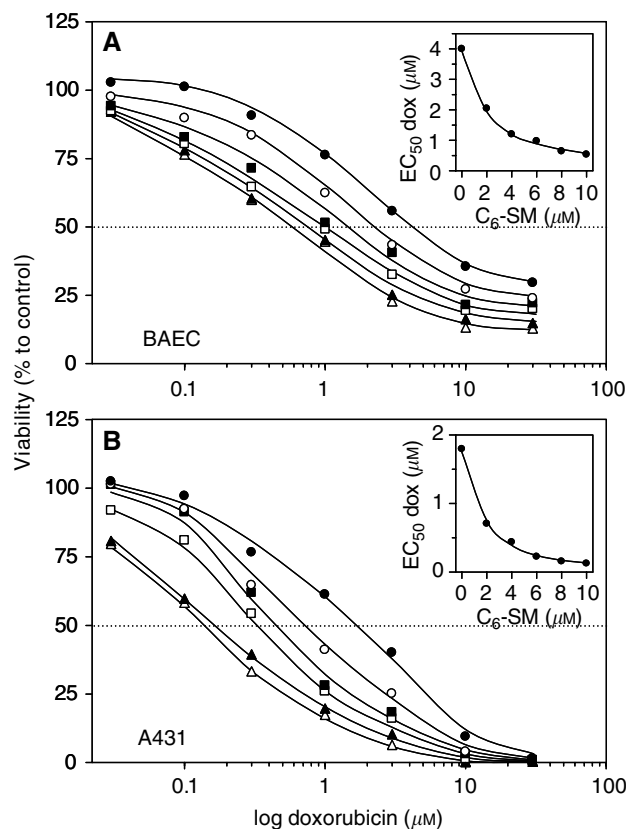 Viability (% to control)
A
125
100
75
50
25
0
BAEC
0.1
1
10
100
EC50 dox (μM)
4
3
2
1
0
0 2 4 6 8 10
C6-SM (μM)
B
125
100
75
50
25
0
A431
0.1
1
10
100
EC50 dox (μM)
2
1
0
0 2 4 6 8 10
C6-SM (μM)
log doxorubicin (μM)